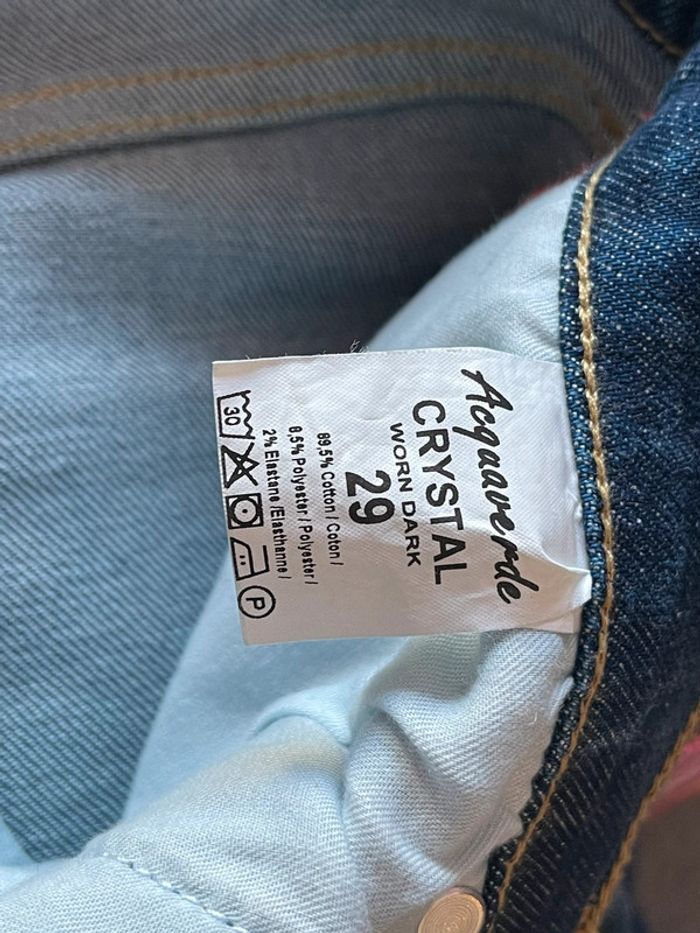 Acquaverde
CRYSTAL
WORN DARK
29
89,5% Cotton / Coton /
8,5% Polyester / Polyester /
2% Elastane /Elasthanne /
30
P